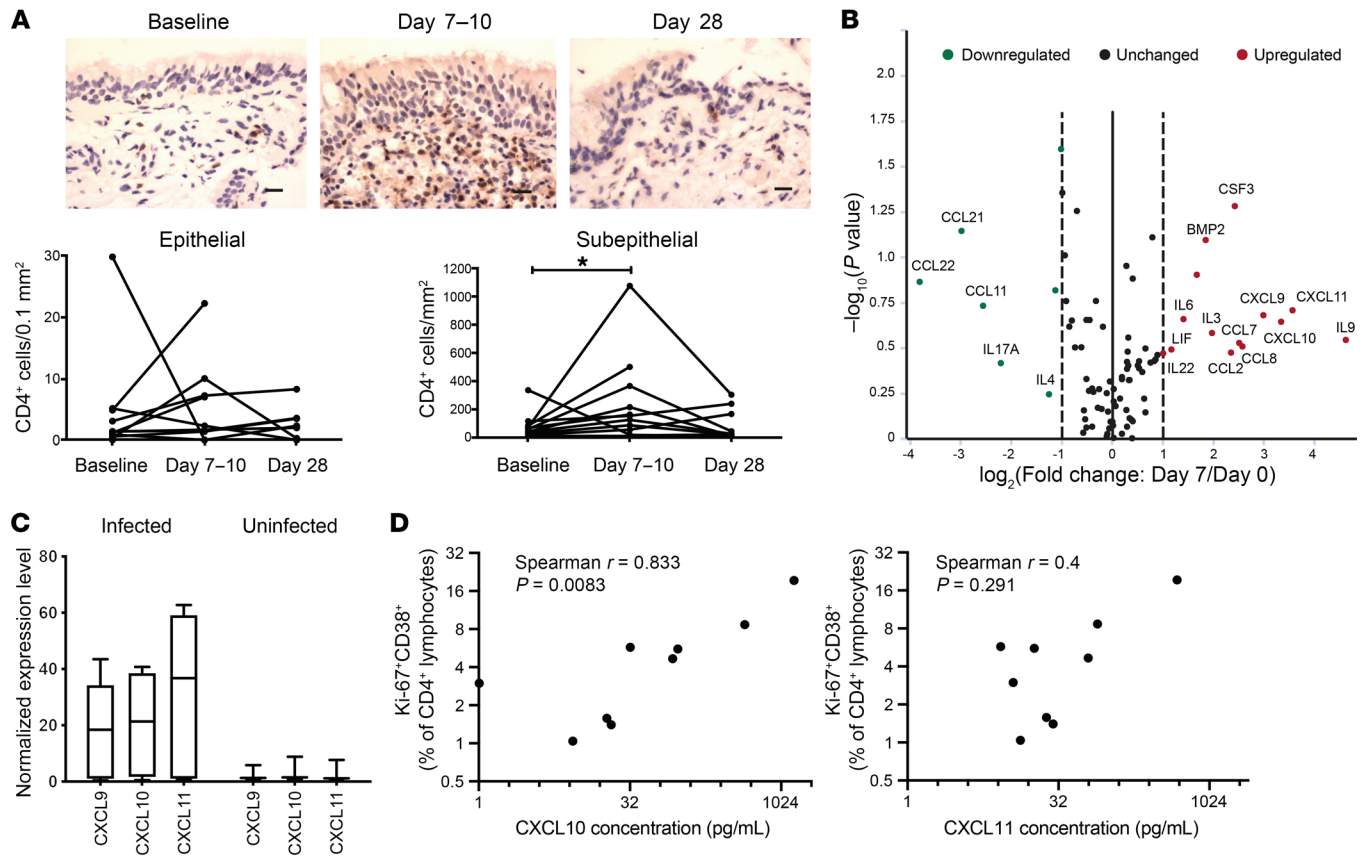 A
Baseline
Day 7–10
Day 28
Epithelial
CD4⁺ cells/0.1 mm²
30
20
10
0
Baseline
Day 7–10
Day 28
Subepithelial
*
CD4⁺ cells/mm²
1200
1000
800
600
400
200
0
Baseline
Day 7–10
Day 28
B
Downregulated
Unchanged
Upregulated
–log₁₀(P value)
2.0
1.75
1.5
1.25
1.0
0.75
0.5
0.25
0
CSF3
CCL21
BMP2
CCL22
CCL11
IL6
CXCL9
CXCL11
IL3
CCL7
CXCL10
IL9
IL17A
LIF
IL22
CCL2
CCL8
IL4
-4
-3
-2
-1
0
1
2
3
4
log₂(Fold change: Day 7/Day 0)
C
Infected
Uninfected
Normalized expression level
80
60
40
20
0
CXCL9
CXCL10
CXCL11
CXCL9
CXCL10
CXCL11
D
Ki-67⁺CD38⁺
(% of CD4⁺ lymphocytes)
32
16
8
4
2
1
0.5
Spearman r = 0.833
P = 0.0083
1
32
1024
CXCL10 concentration (pg/mL)
Ki-67⁺CD38⁺
(% of CD4⁺ lymphocytes)
32
16
8
4
2
1
0.5
Spearman r = 0.4
P = 0.291
1
32
1024
CXCL11 concentration (pg/mL)